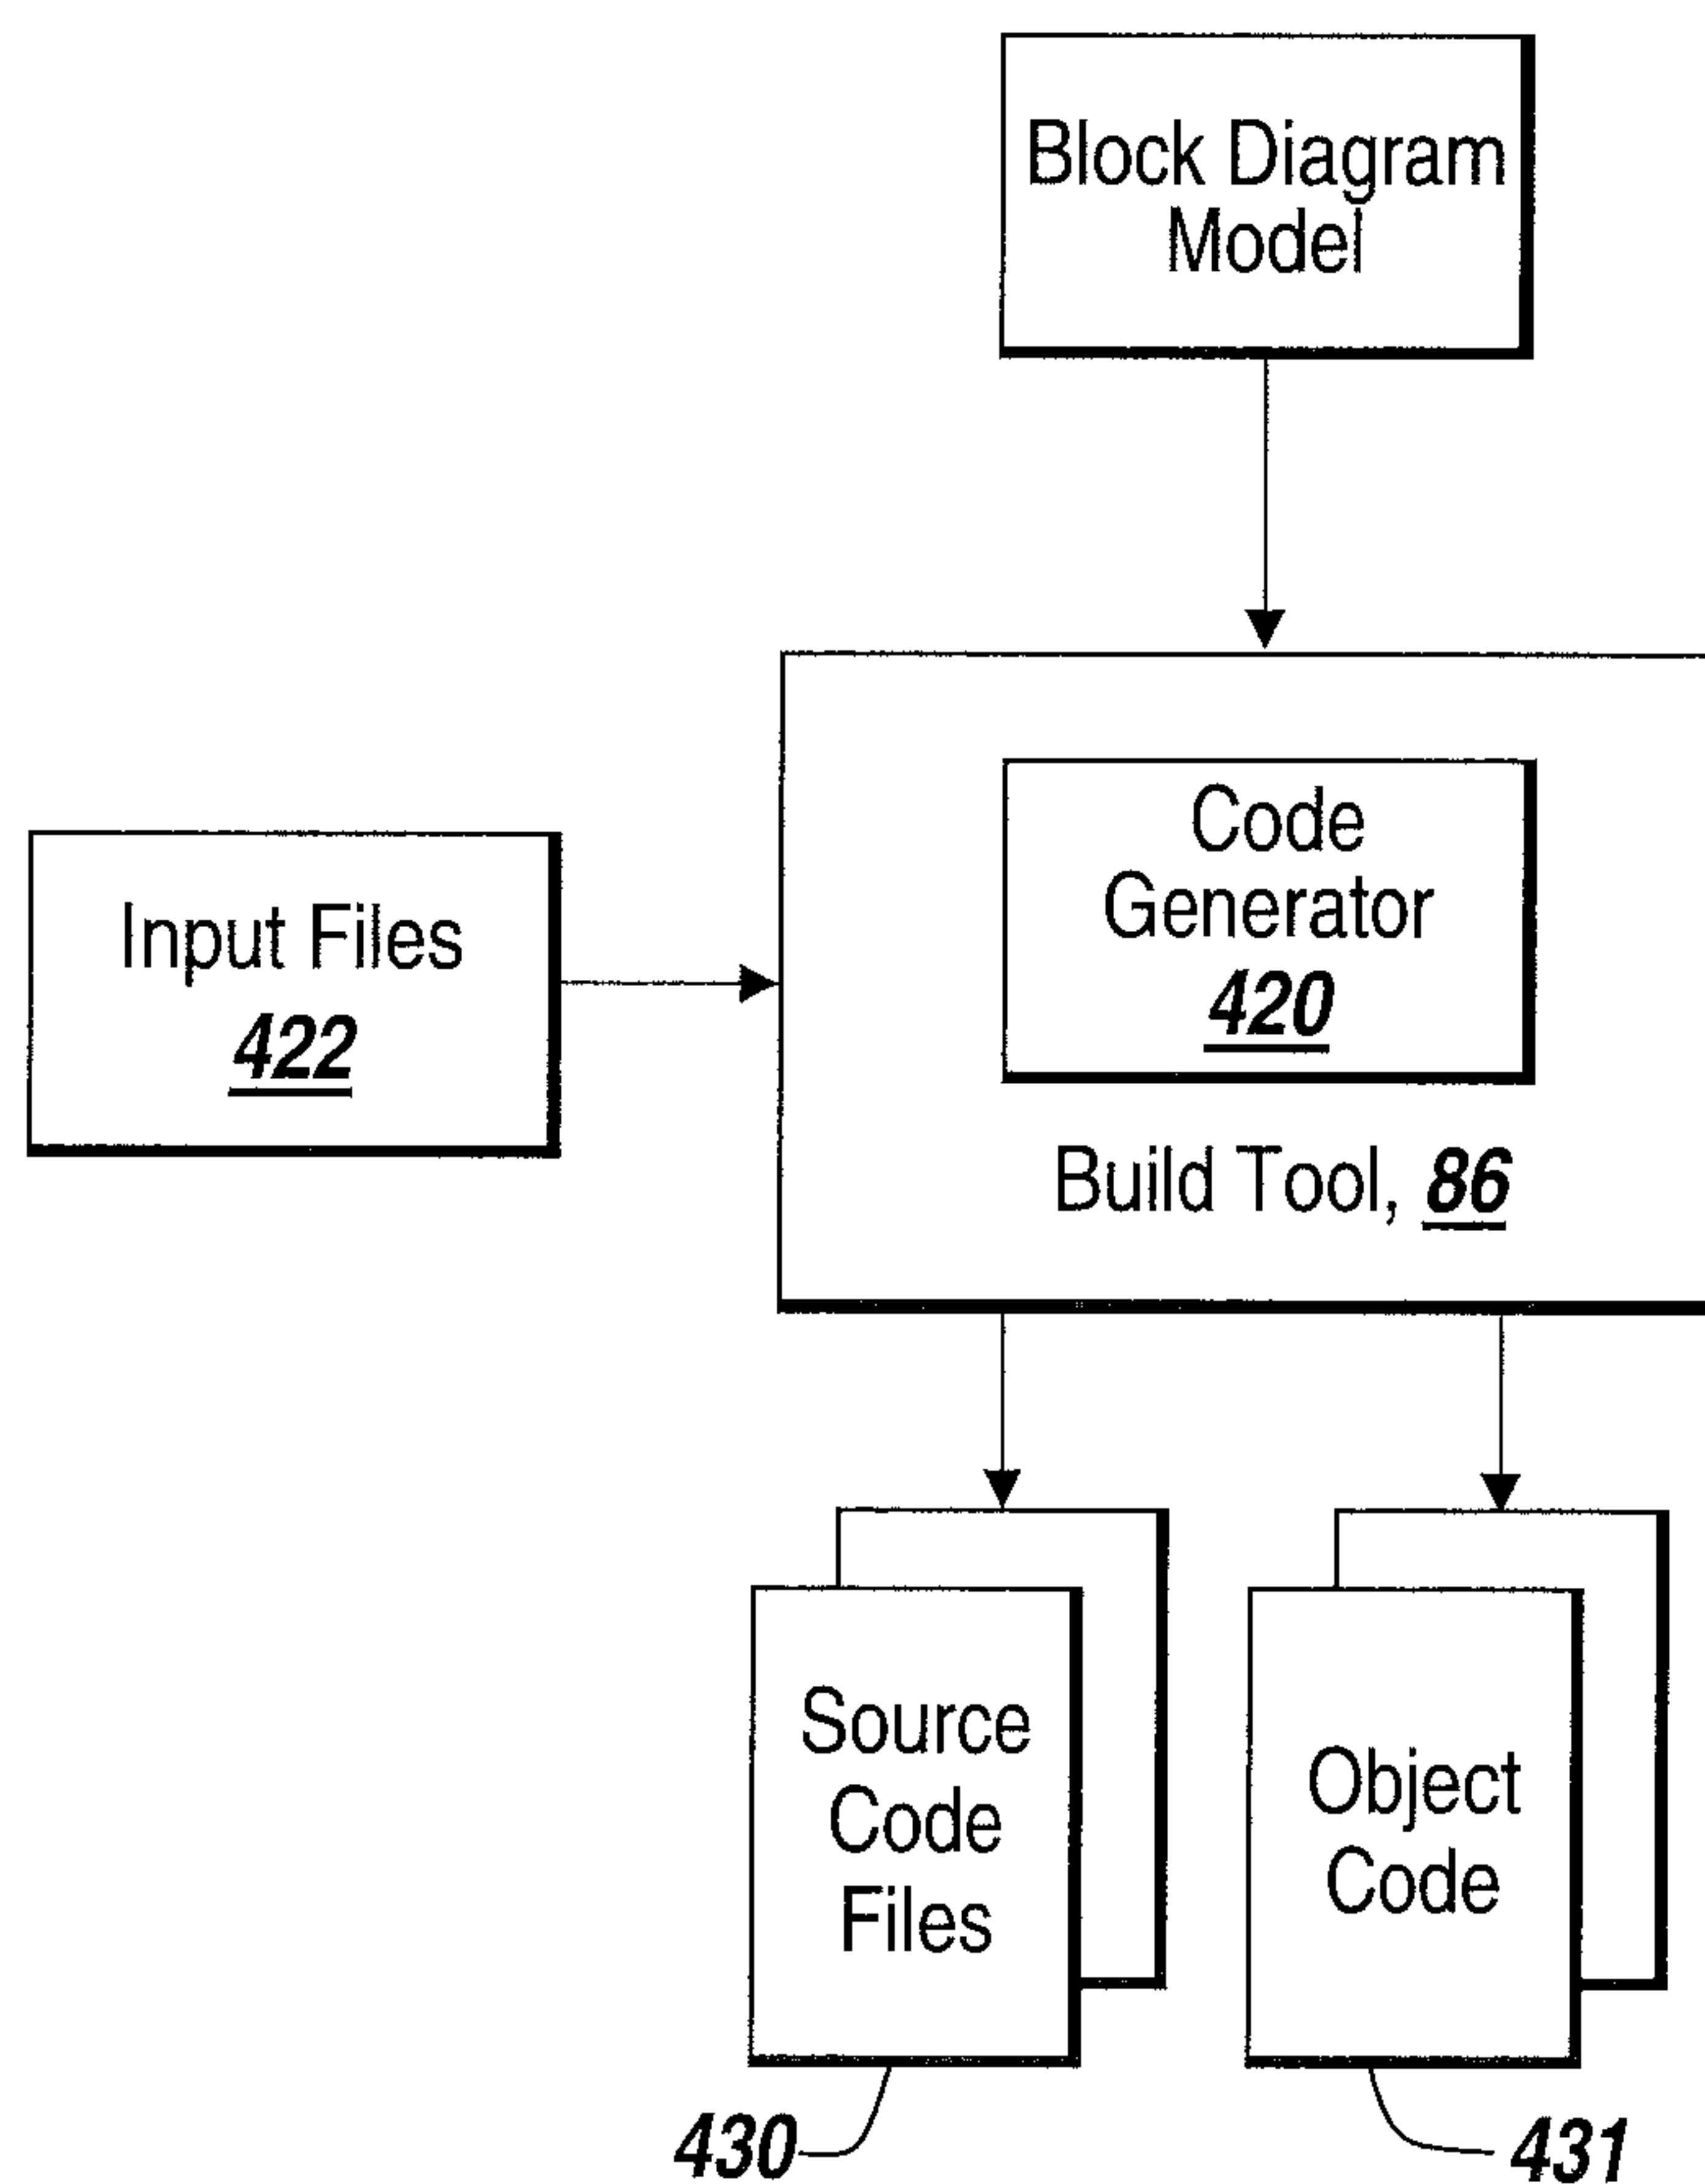 Block Diagram
Model
Code
Generator
420
Input Files
422
Build Tool, 86
Source
Code
Files
Object
Code
430
431